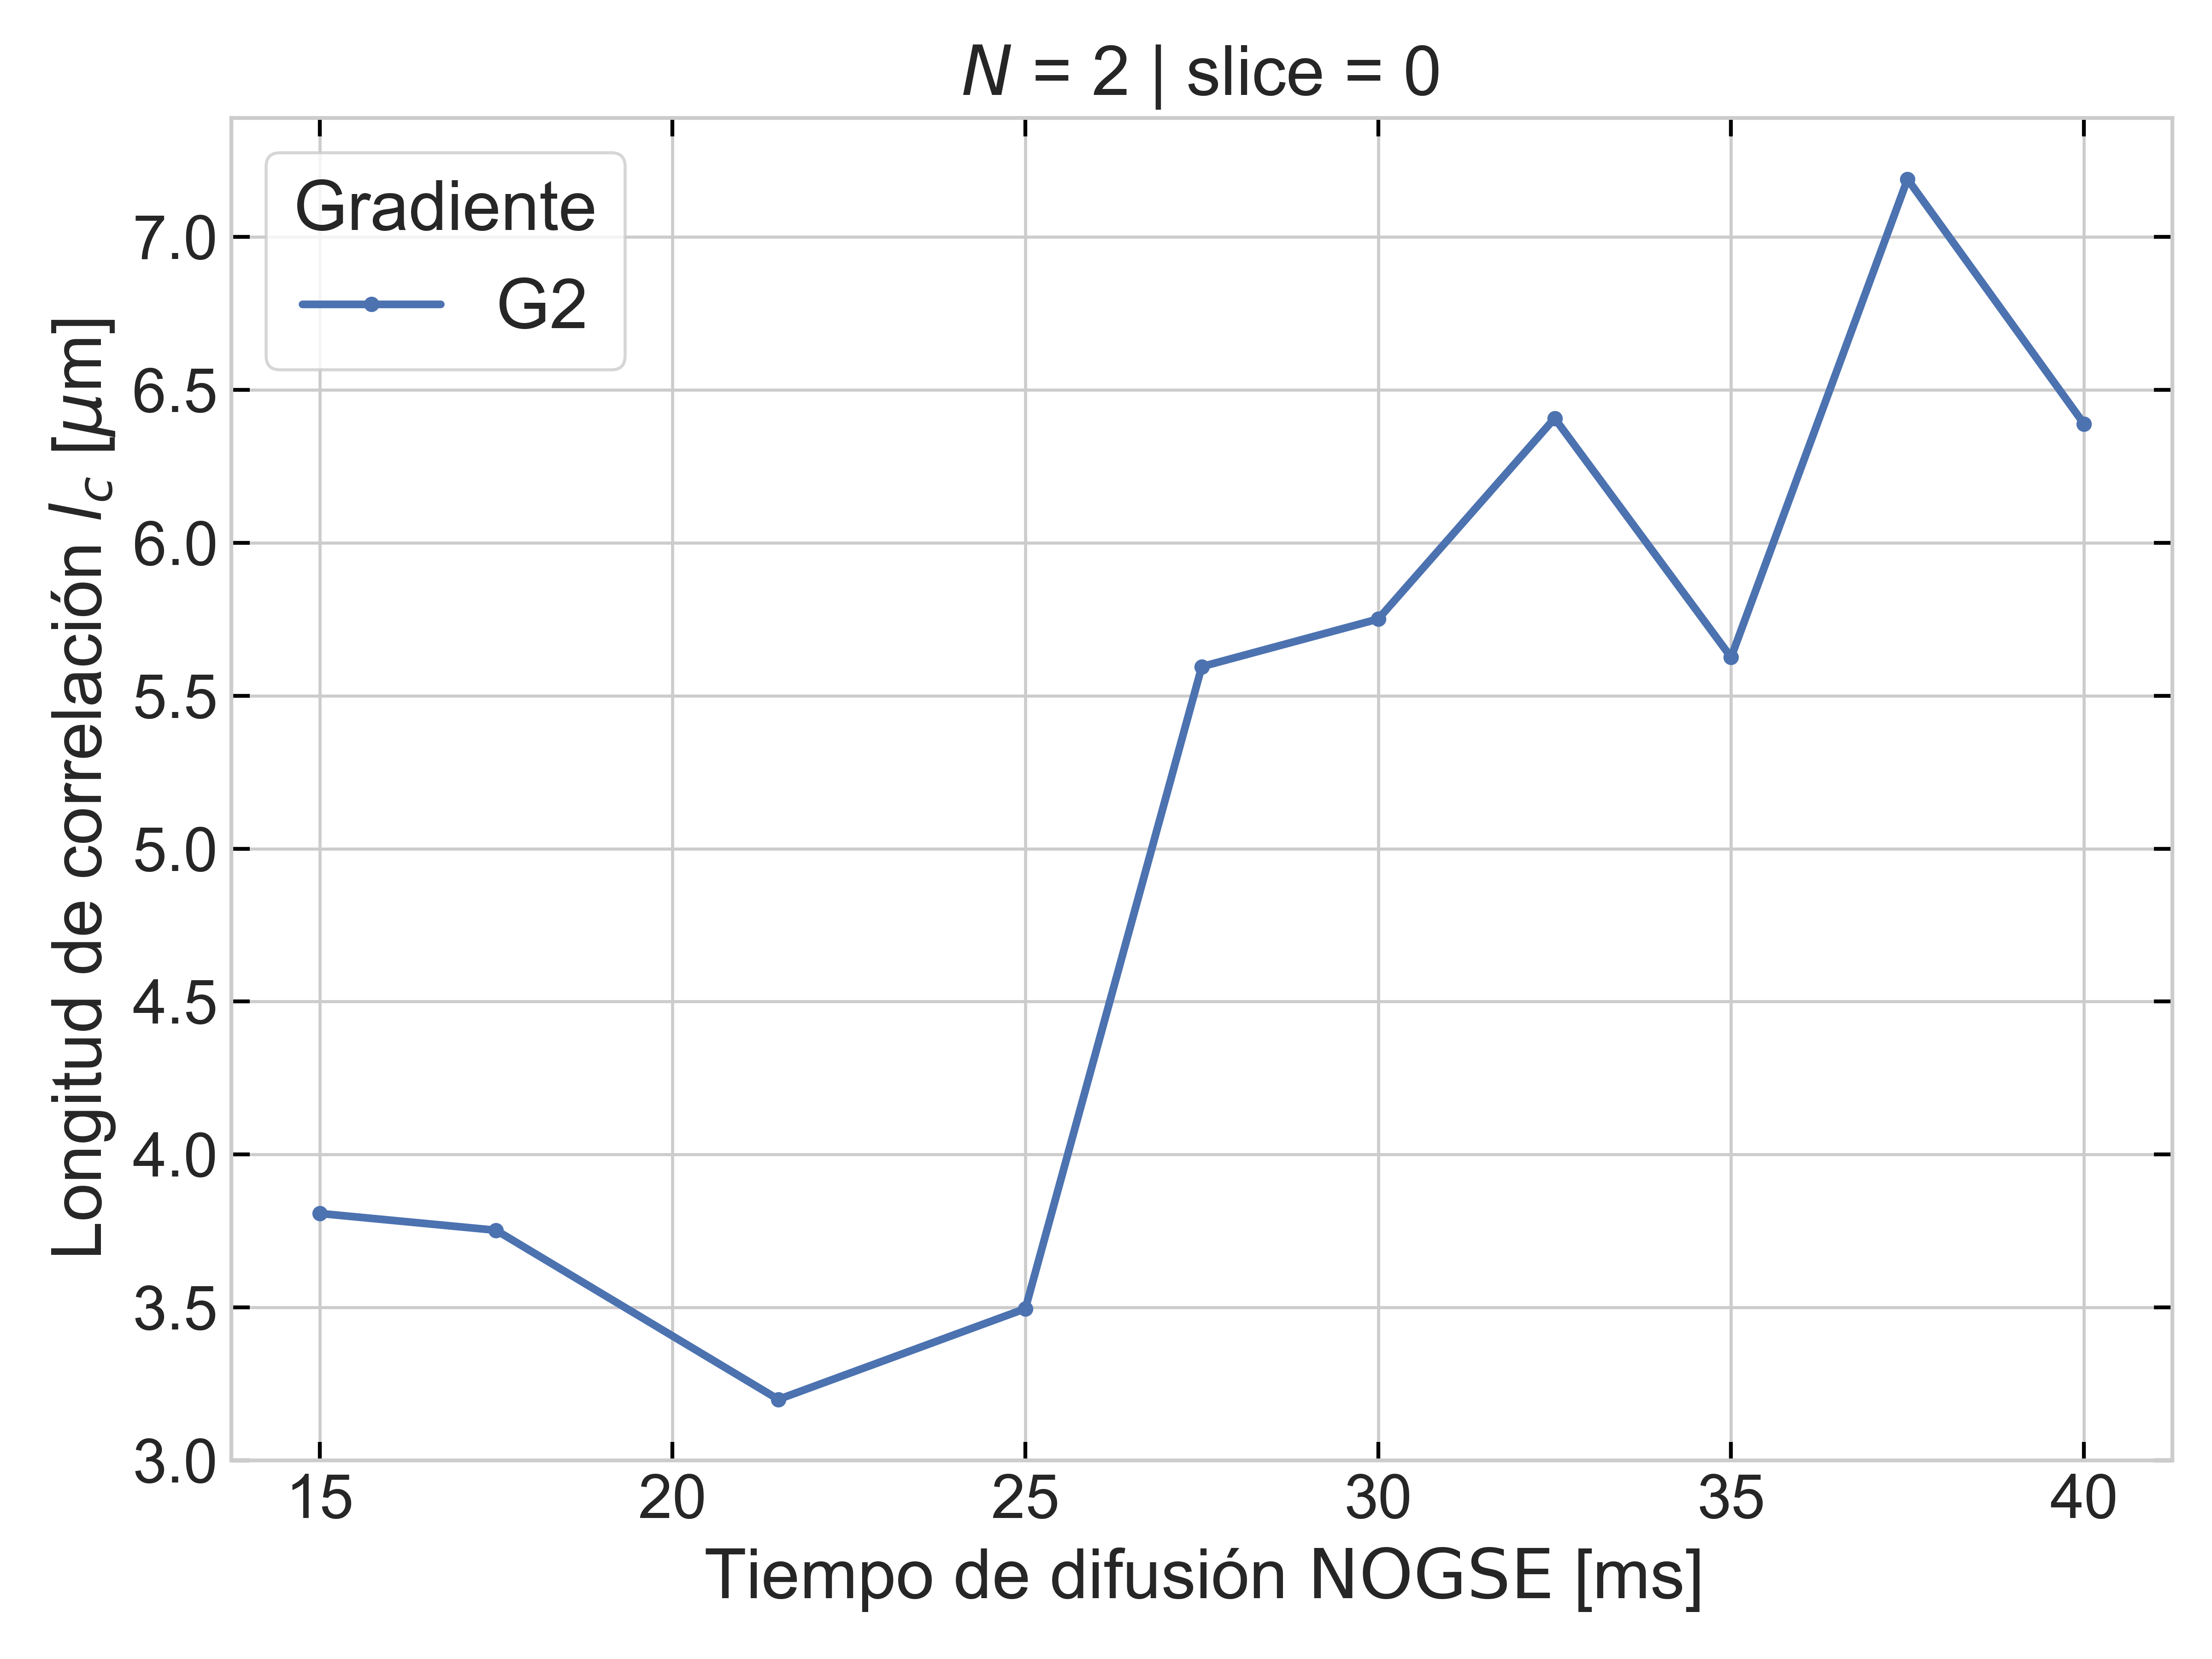 N = 2 | slice = 0
Gradiente
G2
Longitud de correlación l_c [μm]
7.0
6.5
6.0
5.5
5.0
4.5
4.0
3.5
3.0
15 20 25 30 35 40
Tiempo de difusión NOGSE [ms]